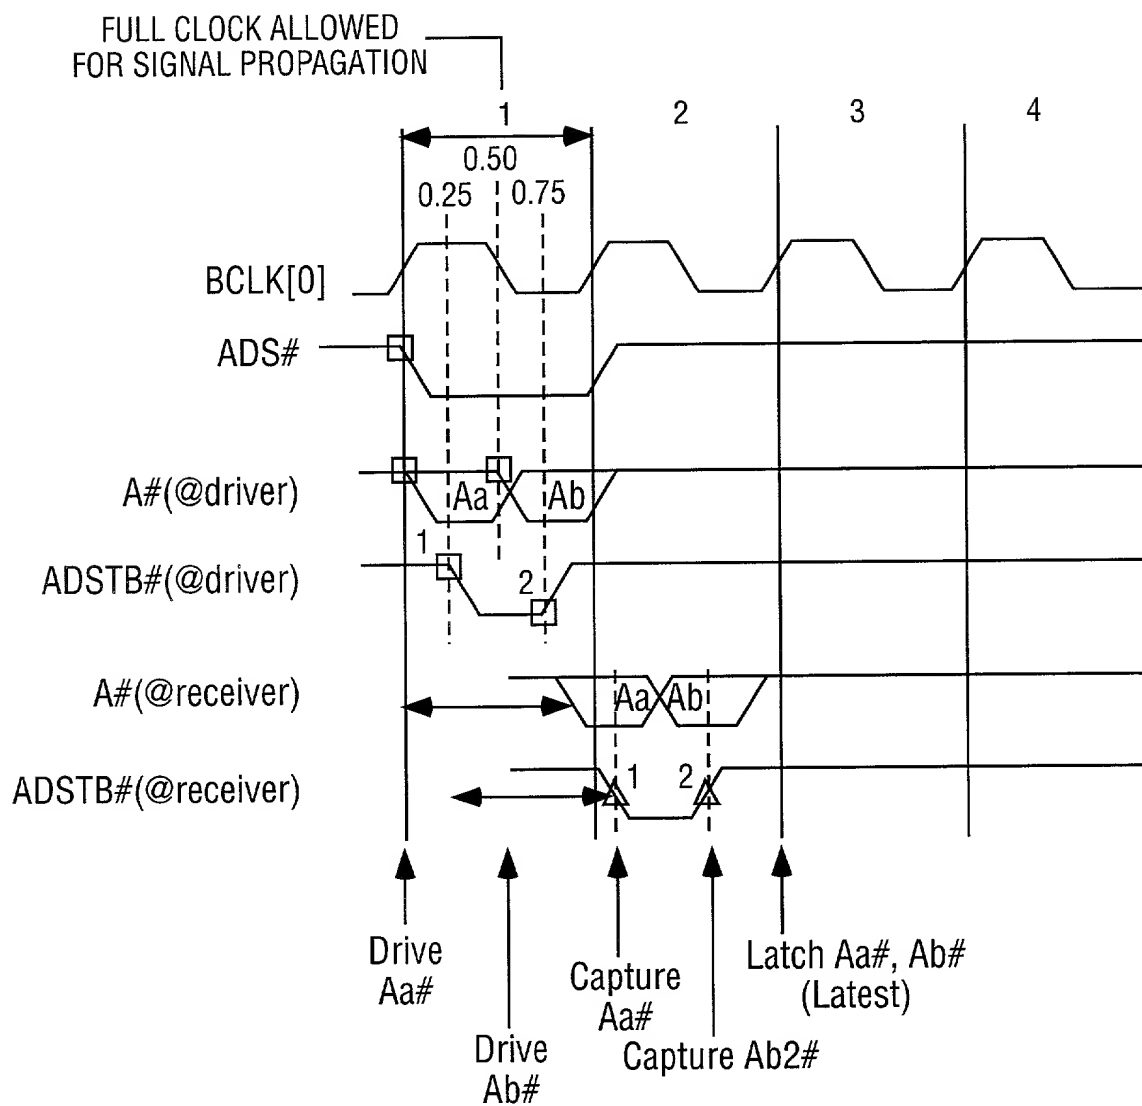 FULL CLOCK ALLOWED
FOR SIGNAL PROPAGATION
1 2 3 4
0.50
0.25 0.75
BCLK[0]
ADS#
A#(@driver) Aa Ab
1
ADSTB#(@driver) 2
A#(@receiver) Aa Ab
ADSTB#(@receiver) 1 2
Drive
Aa#
Drive
Ab#
Capture
Aa#
Capture Ab2#
Latch Aa#, Ab#
(Latest)